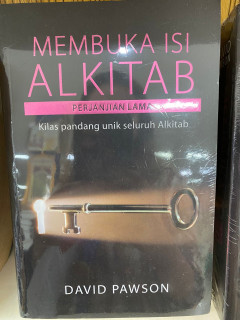 MEMBUKA ISI
ALKITAB
PERJANJIAN LAMA
Kilas pandang unik seluruh Alkitab
DAVID PAWSON